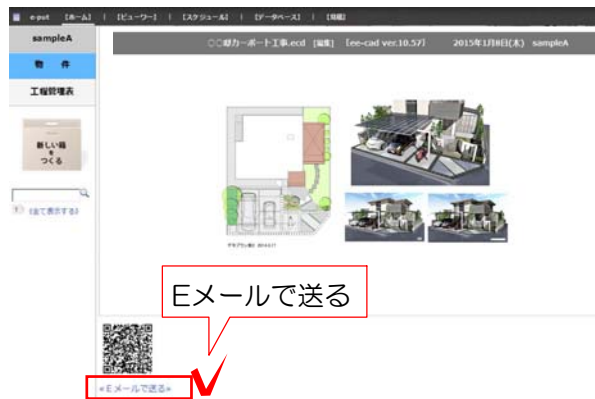 e-put [ホーム] | [ビューワー] | [スケジュール] | [データベース] | [掲載]
sampleA
○○邸カーポート工事.ecd [編集] [ee-cad ver.10.57] 2015年1月8日(木) sampleA
物 件
工程管理表
新しい箱
を
つくる
《全て表示する》
Eメールで送る
«Eメールで送る»